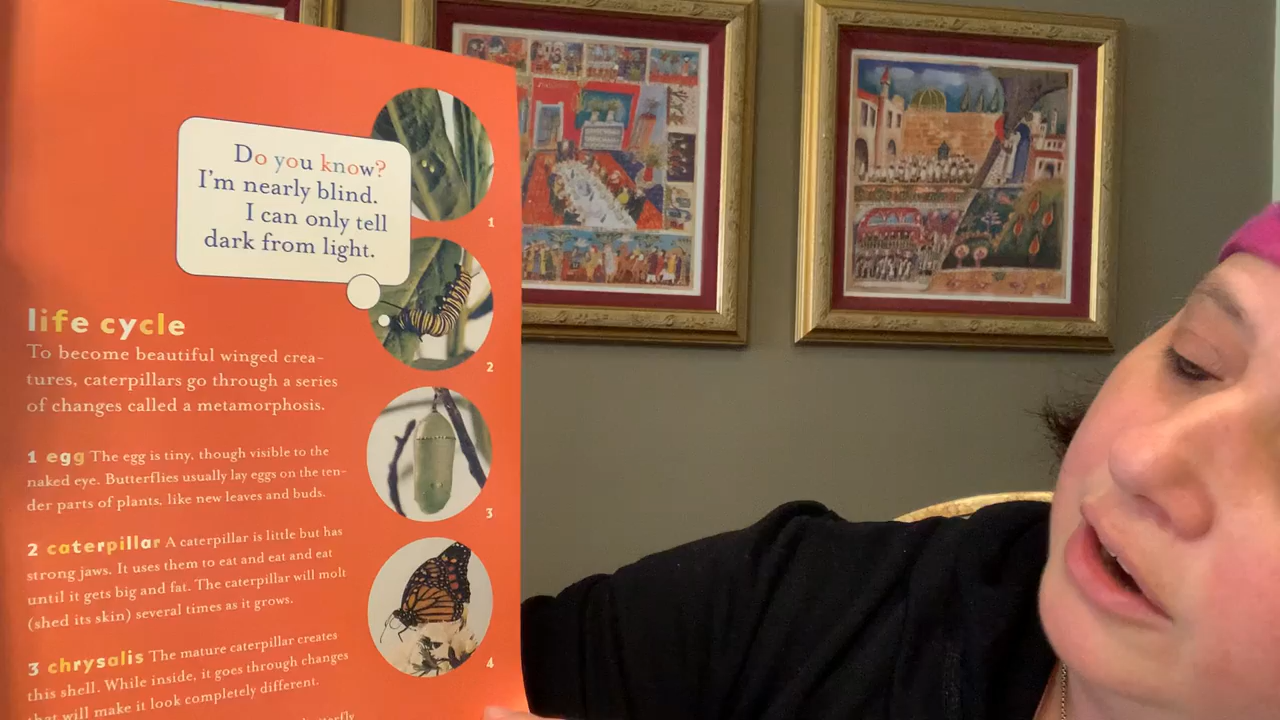 Do you know?
I'm nearly blind.
I can only tell
dark from light.
1
2
3
4
life cycle
To become beautiful winged crea-
tures, caterpillars go through a series
of changes called a metamorphosis.
1 egg The egg is tiny, though visible to the
naked eye. Butterflies usually lay eggs on the ten-
der parts of plants, like new leaves and buds.
2 caterpillar A caterpillar is little but has
strong jaws. It uses them to eat and eat and eat
until it gets big and fat. The caterpillar will molt
(shed its skin) several times as it grows.
3 chrysalis The mature caterpillar creates
this shell. While inside, it goes through changes
that will make it look completely different.